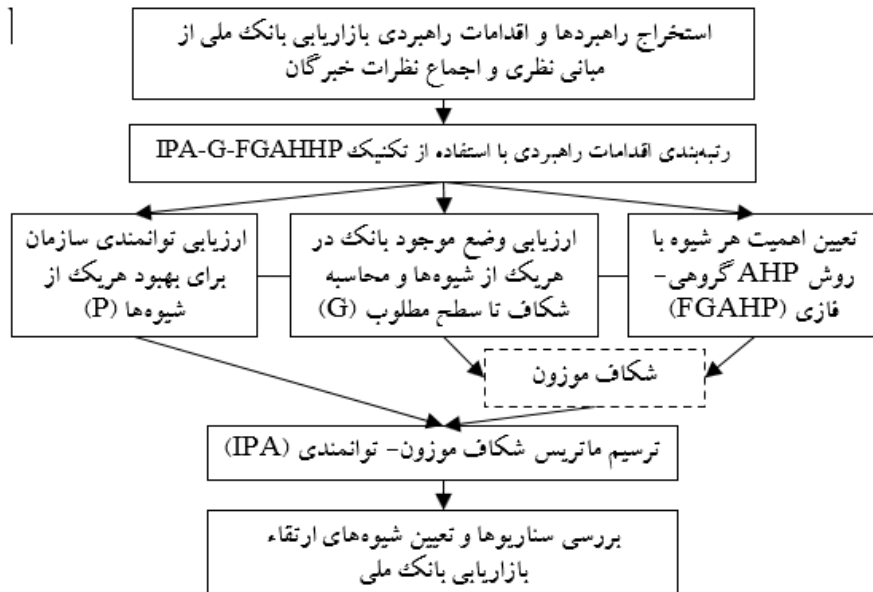 استخراج راهبردها و اقدامات راهبردی بازاریابی بانک ملی از
مبانی نظری و اجماع نظرات خبرگان
رتبه‌بندی اقدامات راهبردی با استفاده از تکنیک IPA-G-FGAHHP
تعیین اهمیت هر شیوه با
روش AHP گروهی-
فازی (FGAHP)
ارزیابی وضع موجود بانک در
هریک از شیوه‌ها و محاسبه
شکاف تا سطح مطلوب (G)
ارزیابی توانمندی سازمان
برای بهبود هریک از
شیوه‌ها (P)
شکاف موزون
ترسیم ماتریس شکاف موزون- توانمندی (IPA)
بررسی سناریوها و تعیین شیوه‌های ارتقاء
بازاریابی بانک ملی